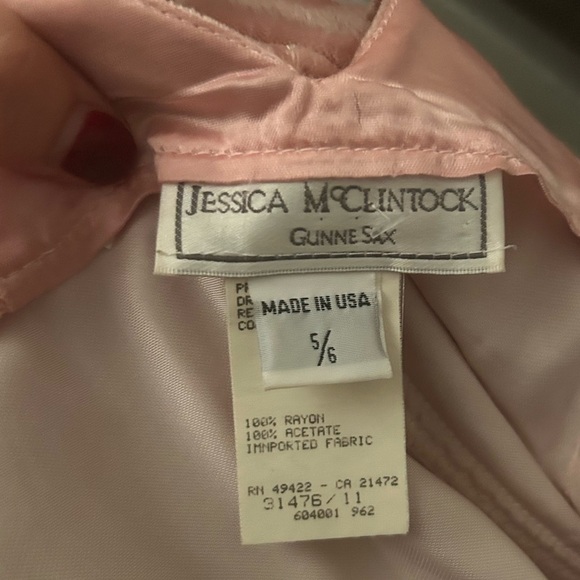 JESSICA McCLINTOCK
GUNNE SAX
MADE IN USA
5/6
100% RAYON
100% ACETATE
IMNPORTED FABRIC
RN 49422 - CA 21472
31476/11
604001 962